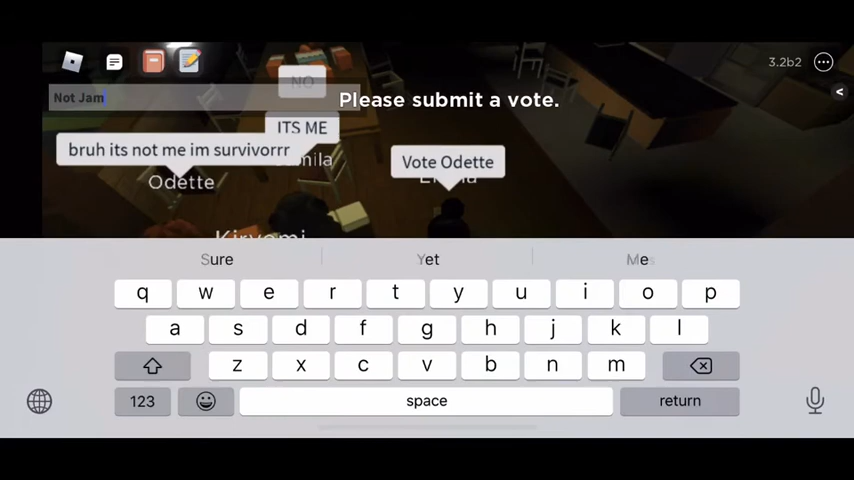 3.2b2
NO
Not Jam
Please submit a vote.
ITS ME
bruh its not me im survivorrr
Vote Odette
Odette
Sure Yet Me
q w e r t y u i o p
a s d f g h j k l
z x c v b n m
123 space return